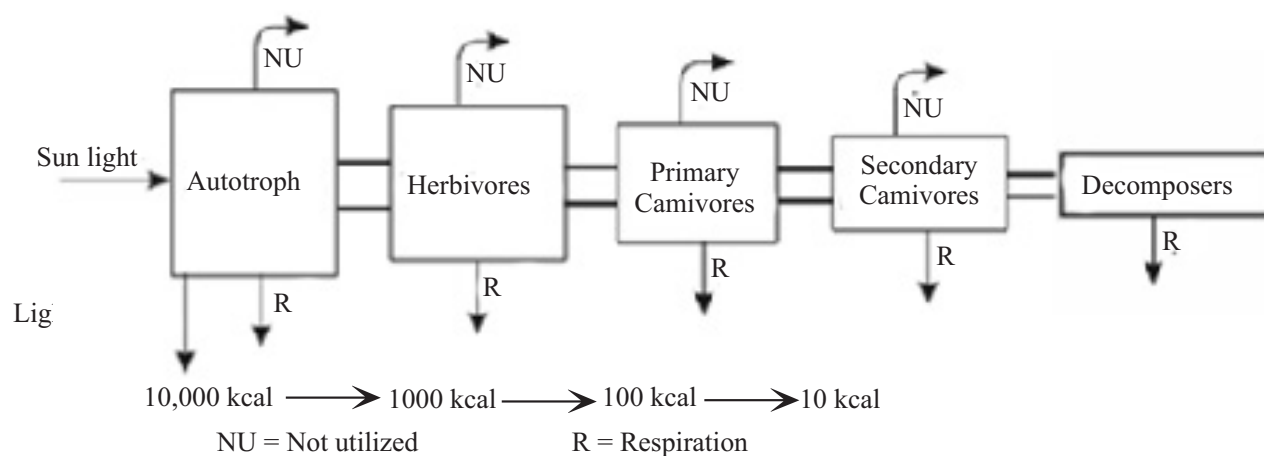 NU
NU
NU
NU
Sun light
Autotroph
Herbivores
Primary
Camivores
Secondary
Camivores
Decomposers
R
R
R
R
R
Lig
10,000 kcal 1000 kcal 100 kcal 10 kcal
NU = Not utilized R = Respiration